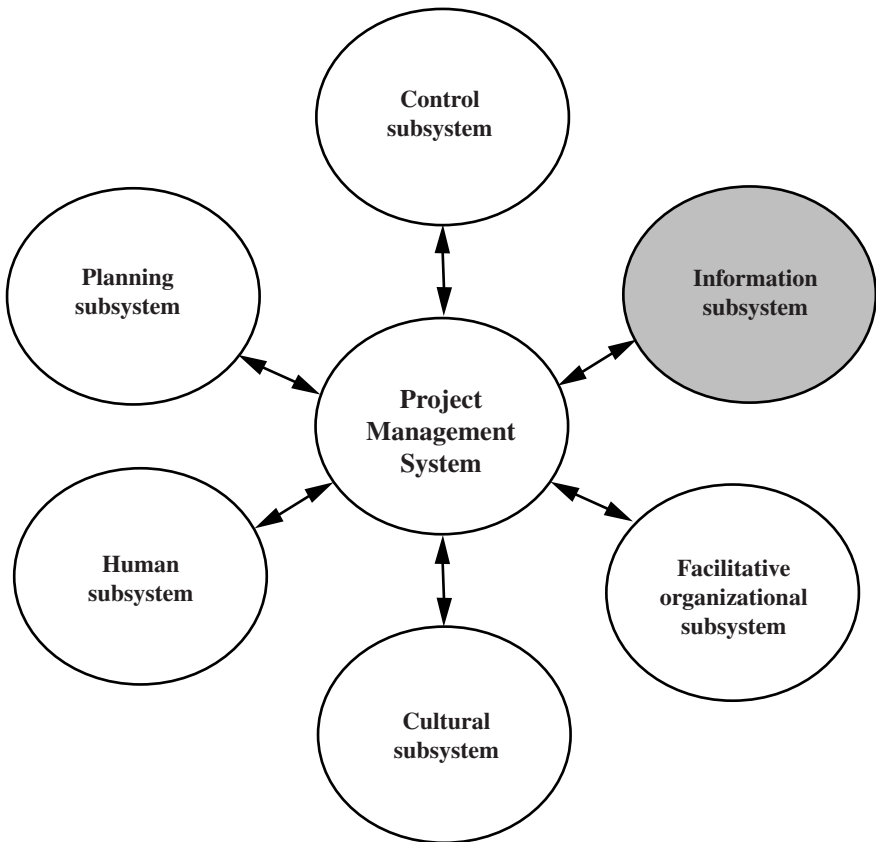 Control
subsystem
Planning
subsystem
Information
subsystem
Project
Management
System
Human
subsystem
Facilitative
organizational
subsystem
Cultural
subsystem